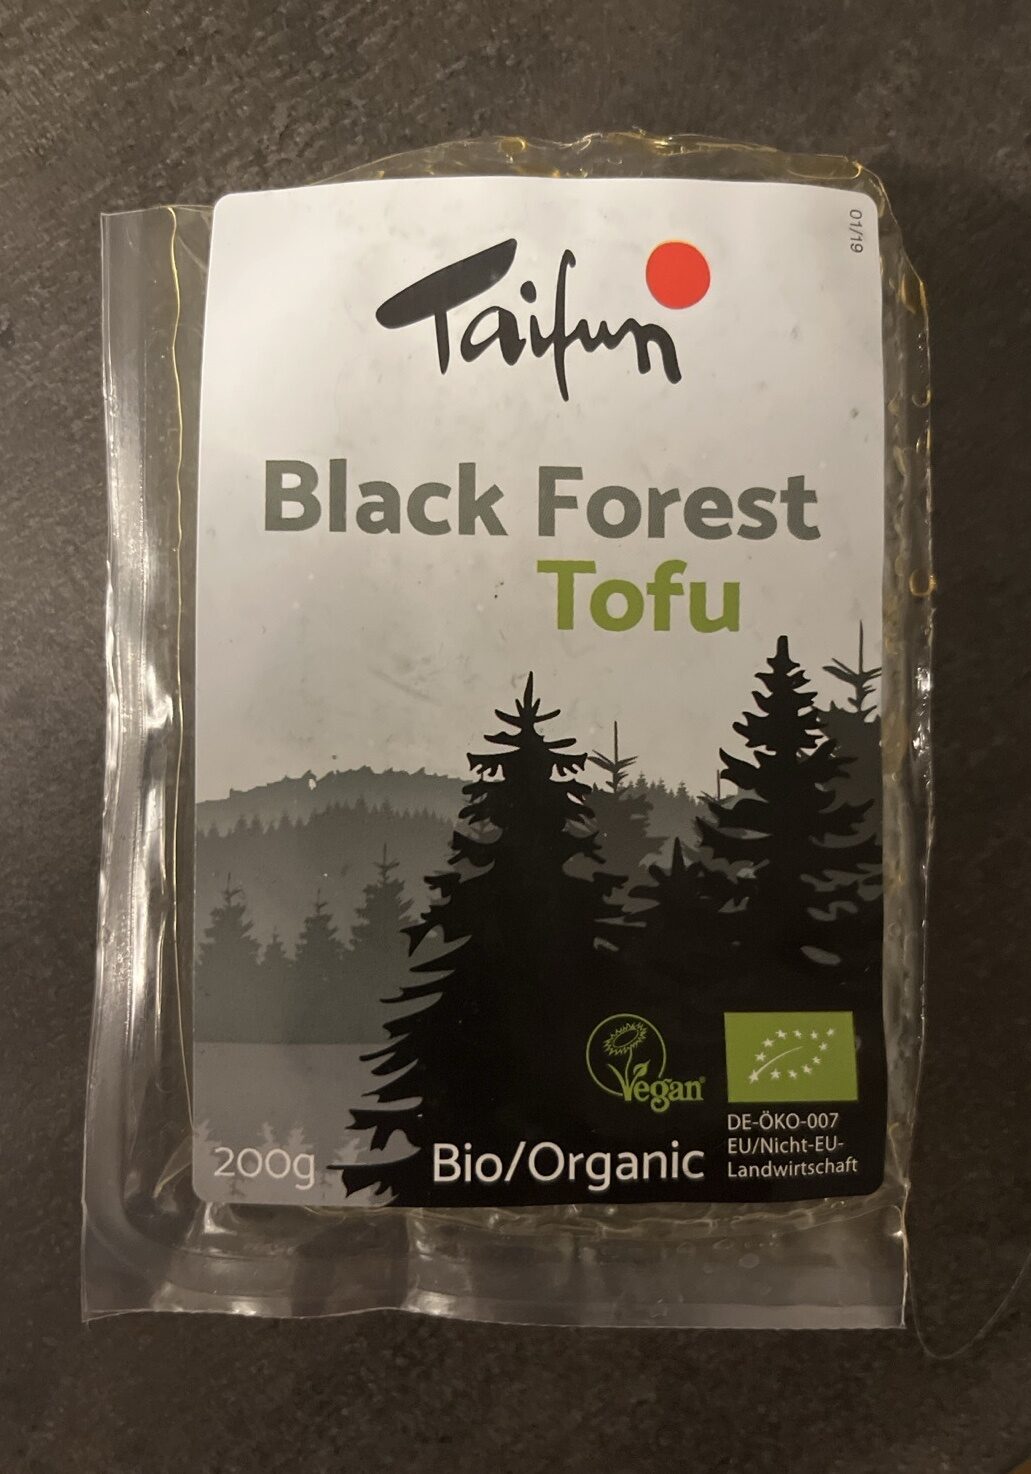 01/19
Taifun
Black Forest
Tofu
Vegan
DE-ÖKO-007
EU/Nicht-EU-
Landwirtschaft
200g
Bio/Organic